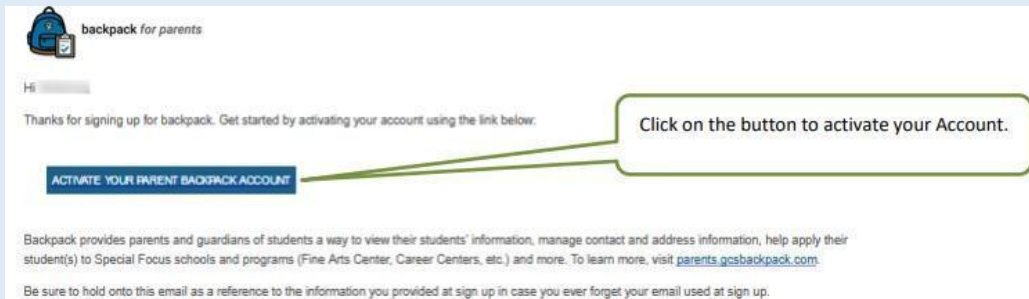 backpack for parents
Hi
Thanks for signing up for backpack. Get started by activating your account using the link below:
Click on the button to activate your Account.
ACTIVATE YOUR PARENT BACKPACK ACCOUNT
Backpack provides parents and guardians of students a way to view their students' information, manage contact and address information, help apply their
student(s) to Special Focus schools and programs (Fine Arts Center, Career Centers, etc.) and more. To learn more, visit parents.gcsbackpack.com.
Be sure to hold onto this email as a reference to the information you provided at sign up in case you ever forget your email used at sign up.